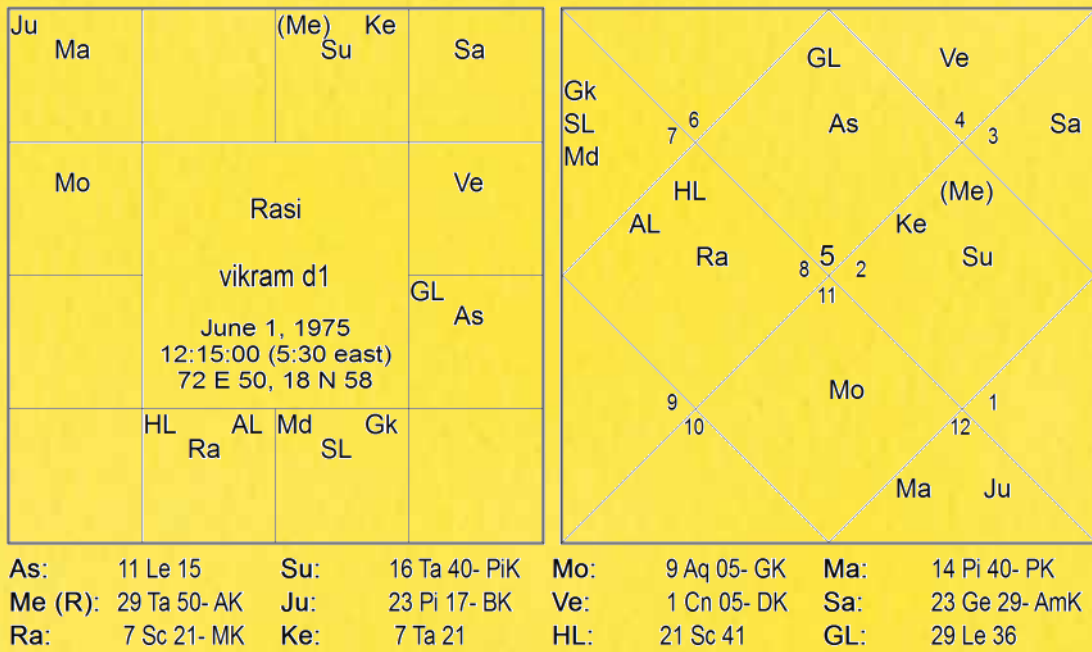 Ju
Ma
(Me) Ke
Su
Sa
Mo
Ve
Rasi
vikram d1
June 1, 1975
12:15:00 (5:30 east)
72 E 50, 18 N 58
GL
As
HL AL
Ra
Md Gk
SL
GL
Ve
Gk
SL
Md
6
7
As
4
3
Sa
HL
AL
Ra
(Me)
Ke
Su
5
8
2
11
Mo
9
10
1
12
Ma Ju
As: 11 Le 15 Su: 16 Ta 40- PiK Mo: 9 Aq 05- GK Ma: 14 Pi 40- PK
Me (R): 29 Ta 50- AK Ju: 23 Pi 17- BK Ve: 1 Cn 05- DK Sa: 23 Ge 29- AmK
Ra: 7 Sc 21- MK Ke: 7 Ta 21 HL: 21 Sc 41 GL: 29 Le 36